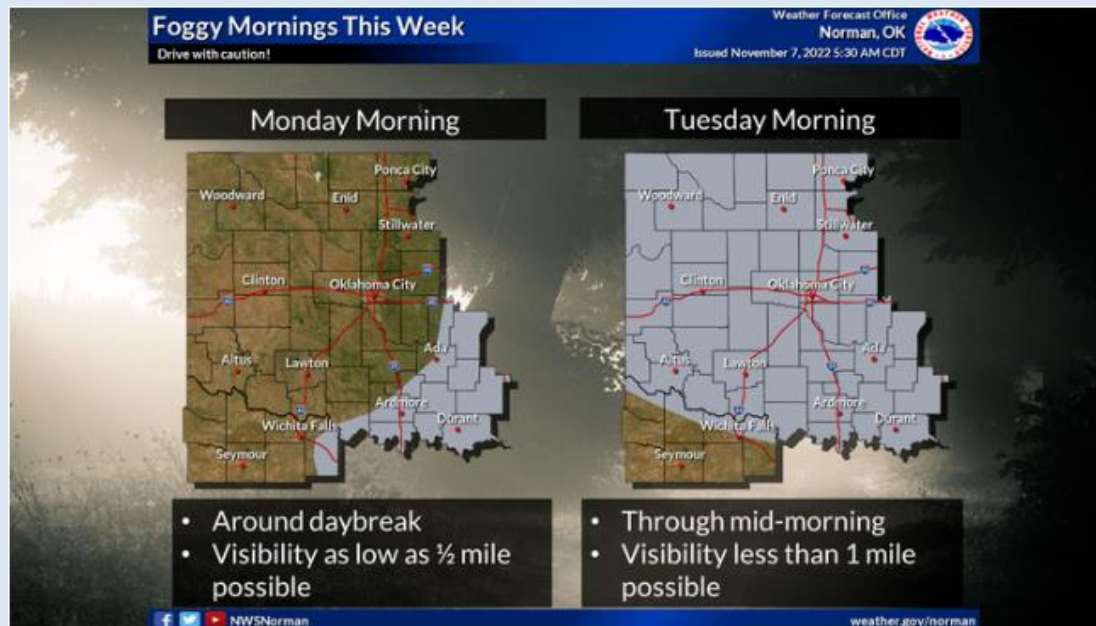 Foggy Mornings This Week
Drive with caution!
Weather Forecast Office
Norman, OK
Issued November 7, 2022 5:30 AM CDT
Monday Morning
Ponca City
Woodward
Enid
Stillwater
Clinton
Oklahoma City
Altus
Lawton
Ada
Ardmore
Durant
Wichita Falls
Seymour
• Around daybreak
• Visibility as low as ½ mile
possible
Tuesday Morning
Ponca City
Woodward
Enid
Stillwater
Clinton
Oklahoma City
Altus
Lawton
Ada
Ardmore
Durant
Wichita Falls
Seymour
• Through mid-morning
• Visibility less than 1 mile
possible
NWSNorman
weather.gov/norman